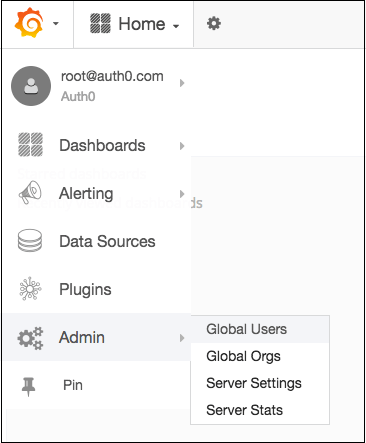 Home
root@auth0.com
Auth0
Dashboards
Alerting
Data Sources
Plugins
Admin
Global Users
Global Orgs
Server Settings
Server Stats
Pin